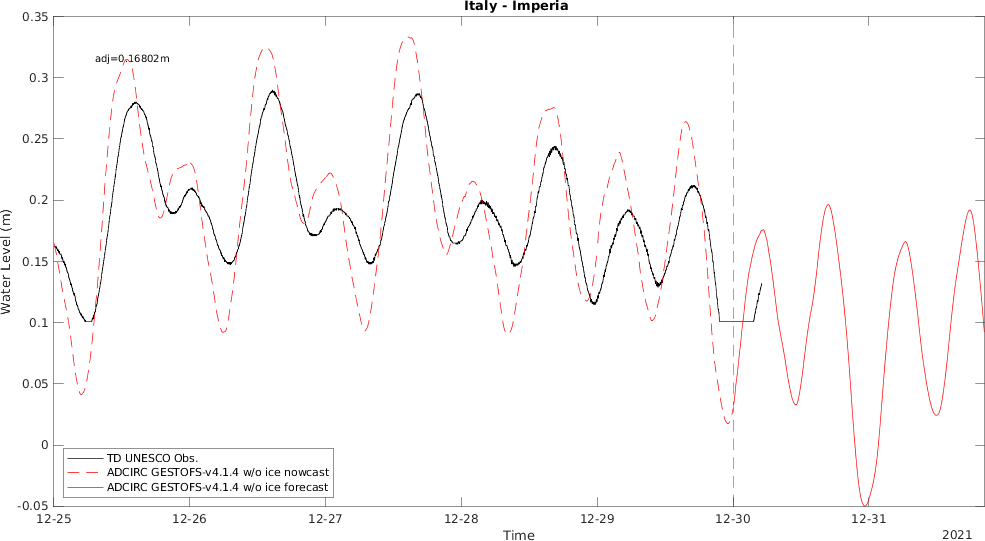 Italy - Imperia
0.35
adj=0.16802m
0.3
0.25
0.2
0.15
0.1
0.05
0
-0.05
Water Level (m)
TD UNESCO Obs.
ADCIRC GESTOFS-v4.1.4 w/o ice nowcast
ADCIRC GESTOFS-v4.1.4 w/o ice forecast
12-25 12-26 12-27 12-28 12-29 12-30 12-31
Time
2021